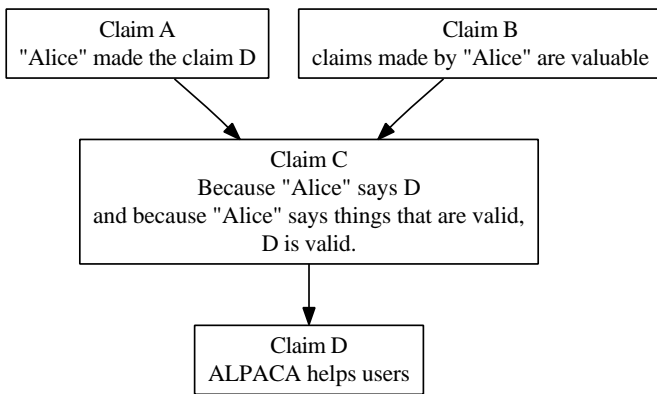 Claim A
"Alice" made the claim D
Claim B
claims made by "Alice" are valuable
Claim C
Because "Alice" says D
and because "Alice" says things that are valid,
D is valid.
Claim D
ALPACA helps users